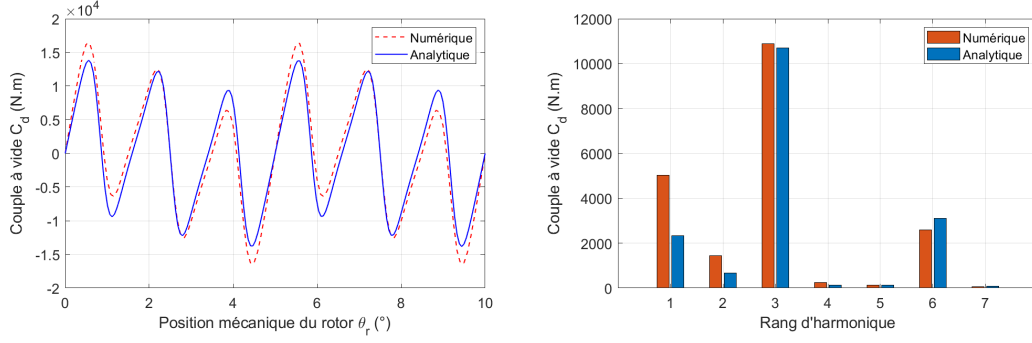 ×10⁴
2
1.5
1
0.5
0
-0.5
-1
-1.5
-2
Couple à vide C_d (N.m)
0 2 4 6 8 10
Position mécanique du rotor θ_r (°)
Numérique
Analytique
12000
10000
8000
6000
4000
2000
0
Couple à vide C_d (N.m)
1 2 3 4 5 6 7
Rang d'harmonique
Numérique
Analytique